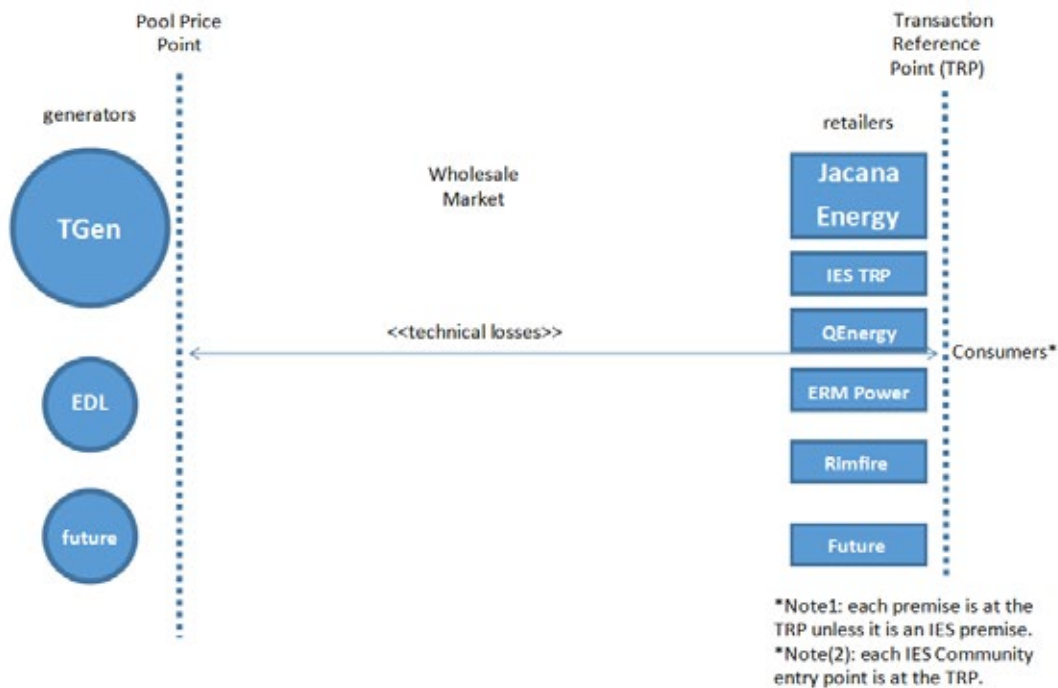 Pool Price
Point
Transaction
Reference
Point (TRP)
generators
retailers
Wholesale
Market
TGen
Jacana
Energy
IES TRP
<<technical losses>>
QEnergy
Consumers*
EDL
ERM Power
Rimfire
future
Future
*Note1: each premise is at the
TRP unless it is an IES premise.
*Note(2): each IES Community
entry point is at the TRP.